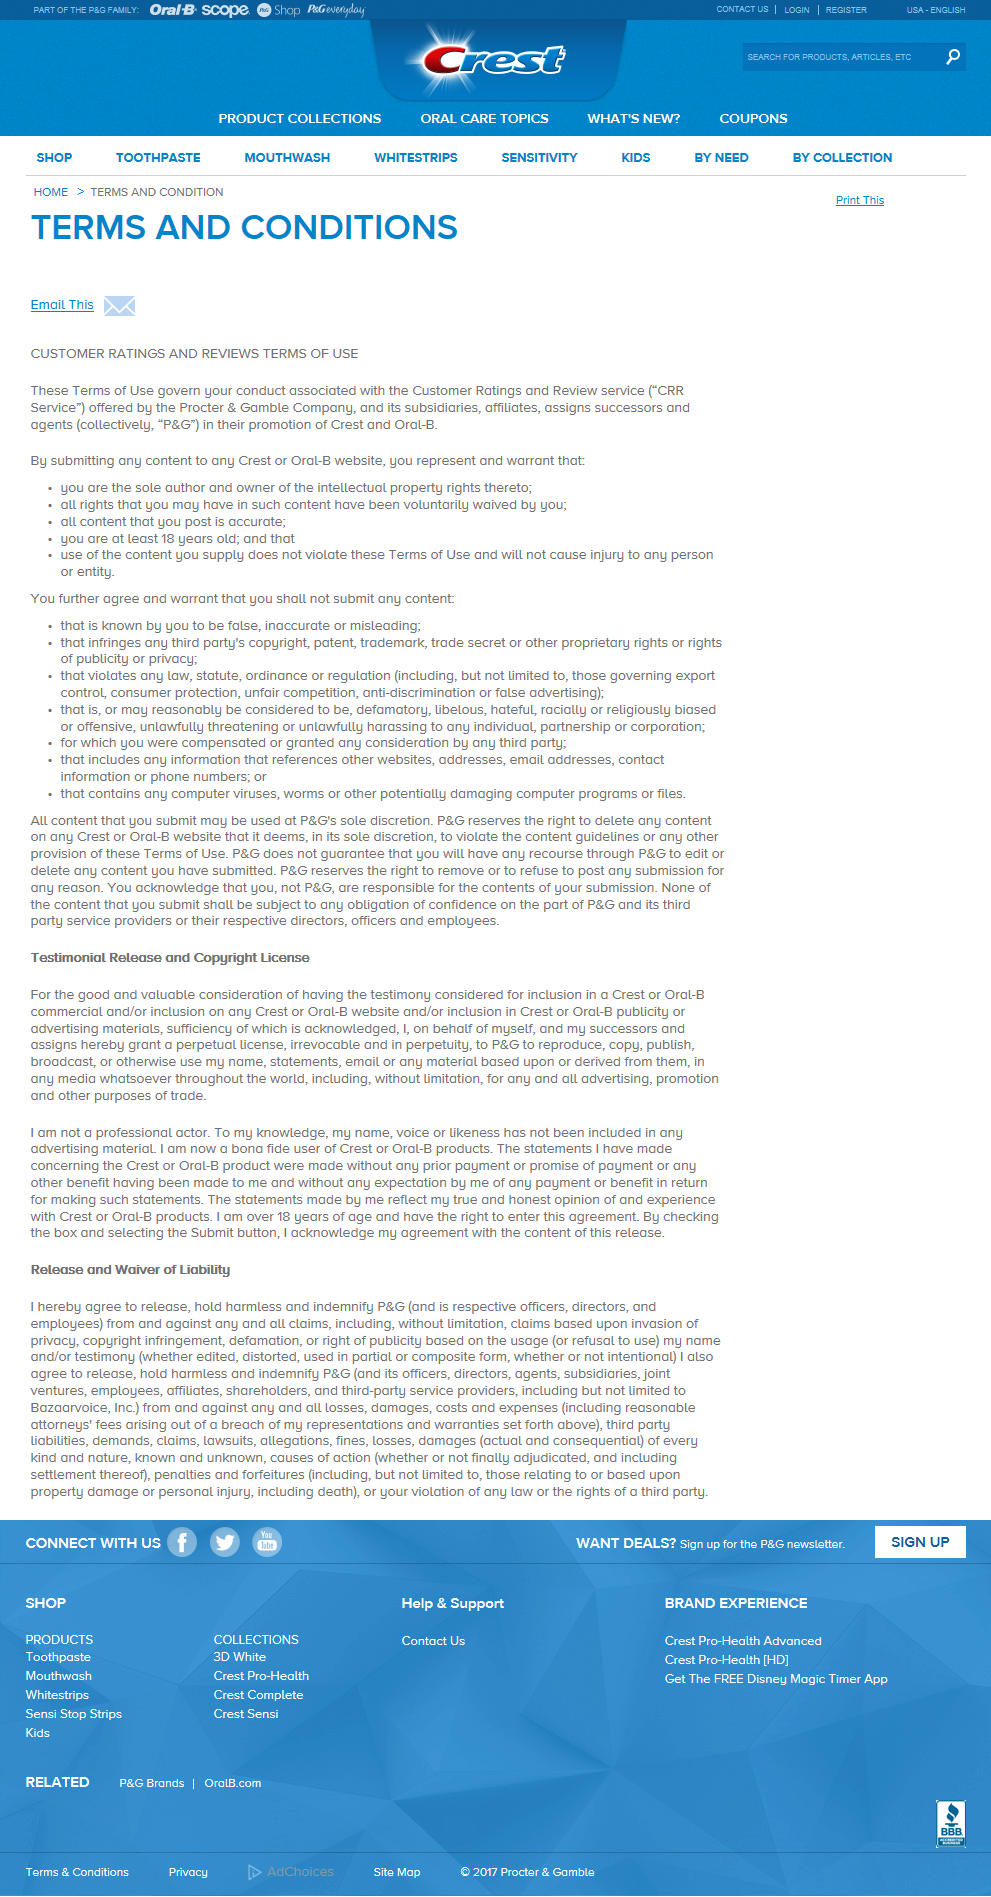 PART OF THE P&G FAMILY: Oral-B scope. P&G Shop P&G everyday
CONTACT US | LOGIN | REGISTER USA - ENGLISH
Crest
SEARCH FOR PRODUCTS, ARTICLES, ETC
PRODUCT COLLECTIONS ORAL CARE TOPICS WHAT'S NEW? COUPONS
SHOP TOOTHPASTE MOUTHWASH WHITESTRIPS SENSITIVITY KIDS BY NEED BY COLLECTION
HOME > TERMS AND CONDITION
Print This
TERMS AND CONDITIONS
Email This
CUSTOMER RATINGS AND REVIEWS TERMS OF USE
These Terms of Use govern your conduct associated with the Customer Ratings and Review service (“CRR
Service”) offered by the Procter & Gamble Company, and its subsidiaries, affiliates, assigns successors and
agents (collectively, “P&G”) in their promotion of Crest and Oral-B.
By submitting any content to any Crest or Oral-B website, you represent and warrant that:
• you are the sole author and owner of the intellectual property rights thereto;
• all rights that you may have in such content have been voluntarily waived by you;
• all content that you post is accurate;
• you are at least 18 years old; and that
• use of the content you supply does not violate these Terms of Use and will not cause injury to any person
or entity.
You further agree and warrant that you shall not submit any content:
• that is known by you to be false, inaccurate or misleading;
• that infringes any third party's copyright, patent, trademark, trade secret or other proprietary rights or rights
of publicity or privacy;
• that violates any law, statute, ordinance or regulation (including, but not limited to, those governing export
control, consumer protection, unfair competition, anti-discrimination or false advertising);
• that is, or may reasonably be considered to be, defamatory, libelous, hateful, racially or religiously biased
or offensive, unlawfully threatening or unlawfully harassing to any individual, partnership or corporation;
• for which you were compensated or granted any consideration by any third party;
• that includes any information that references other websites, addresses, email addresses, contact
information or phone numbers; or
• that contains any computer viruses, worms or other potentially damaging computer programs or files.
All content that you submit may be used at P&G's sole discretion. P&G reserves the right to delete any content
on any Crest or Oral-B website that it deems, in its sole discretion, to violate the content guidelines or any other
provision of these Terms of Use. P&G does not guarantee that you will have any recourse through P&G to edit or
delete any content you have submitted. P&G reserves the right to remove or to refuse to post any submission for
any reason. You acknowledge that you, not P&G, are responsible for the contents of your submission. None of
the content that you submit shall be subject to any obligation of confidence on the part of P&G and its third
party service providers or their respective directors, officers and employees.
Testimonial Release and Copyright License
For the good and valuable consideration of having the testimony considered for inclusion in a Crest or Oral-B
commercial and/or inclusion on any Crest or Oral-B website and/or inclusion in Crest or Oral-B publicity or
advertising materials, sufficiency of which is acknowledged, I, on behalf of myself, and my successors and
assigns hereby grant a perpetual license, irrevocable and in perpetuity, to P&G to reproduce, copy, publish,
broadcast, or otherwise use my name, statements, email or any material based upon or derived from them, in
any media whatsoever throughout the world, including, without limitation, for any and all advertising, promotion
and other purposes of trade.
I am not a professional actor. To my knowledge, my name, voice or likeness has not been included in any
advertising material. I am now a bona fide user of Crest or Oral-B products. The statements I have made
concerning the Crest or Oral-B product were made without any prior payment or promise of payment or any
other benefit having been made to me and without any expectation by me of any payment or benefit in return
for making such statements. The statements made by me reflect my true and honest opinion of and experience
with Crest or Oral-B products. I am over 18 years of age and have the right to enter this agreement. By checking
the box and selecting the Submit button, I acknowledge my agreement with the content of this release.
Release and Waiver of Liability
I hereby agree to release, hold harmless and indemnify P&G (and is respective officers, directors, and
employees) from and against any and all claims, including, without limitation, claims based upon invasion of
privacy, copyright infringement, defamation, or right of publicity based on the usage (or refusal to use) my name
and/or testimony (whether edited, distorted, used in partial or composite form, whether or not intentional) I also
agree to release, hold harmless and indemnify P&G (and its officers, directors, agents, subsidiaries, joint
ventures, employees, affiliates, shareholders, and third-party service providers, including but not limited to
Bazaarvoice, Inc.) from and against any and all losses, damages, costs and expenses (including reasonable
attorneys' fees arising out of a breach of my representations and warranties set forth above), third party
liabilities, demands, claims, lawsuits, allegations, fines, losses, damages (actual and consequential) of every
kind and nature, known and unknown, causes of action (whether or not finally adjudicated, and including
settlement thereof), penalties and forfeitures (including, but not limited to, those relating to or based upon
property damage or personal injury, including death), or your violation of any law or the rights of a third party.
CONNECT WITH US f You Tube
WANT DEALS? Sign up for the P&G newsletter. SIGN UP
SHOP
PRODUCTS
Toothpaste
Mouthwash
Whitestrips
Sensi Stop Strips
Kids
COLLECTIONS
3D White
Crest Pro-Health
Crest Complete
Crest Sensi
Help & Support
Contact Us
BRAND EXPERIENCE
Crest Pro-Health Advanced
Crest Pro-Health [HD]
Get The FREE Disney Magic Timer App
RELATED P&G Brands | OralB.com
BBB
ACCREDITED
BUSINESS
Terms & Conditions Privacy AdChoices Site Map © 2017 Procter & Gamble